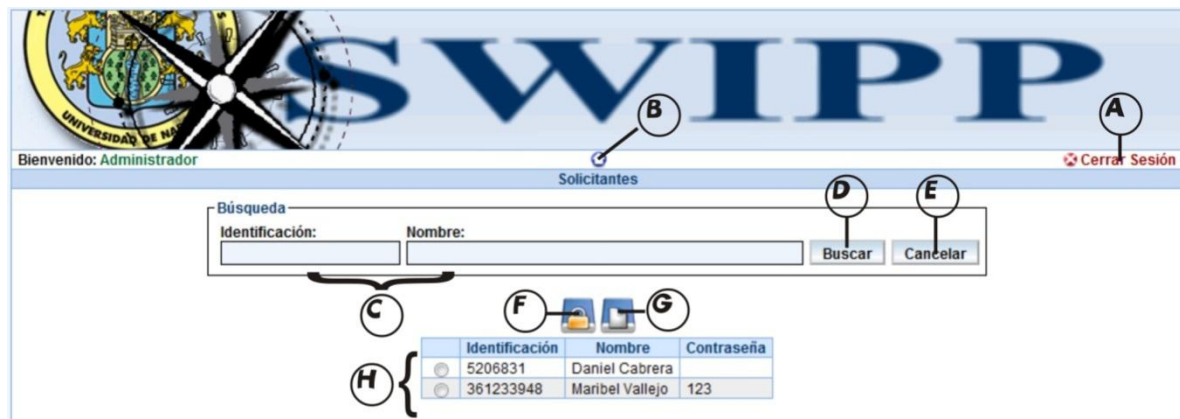 SWIPP
UNIVERSIDAD DE NA
B
A
Bienvenido: Administrador
Cerrar Sesión
Solicitantes
D
E
Búsqueda
Identificación: Nombre:
Buscar Cancelar
C
F
G
H
Identificación Nombre Contraseña
5206831 Daniel Cabrera
361233948 Maribel Vallejo 123